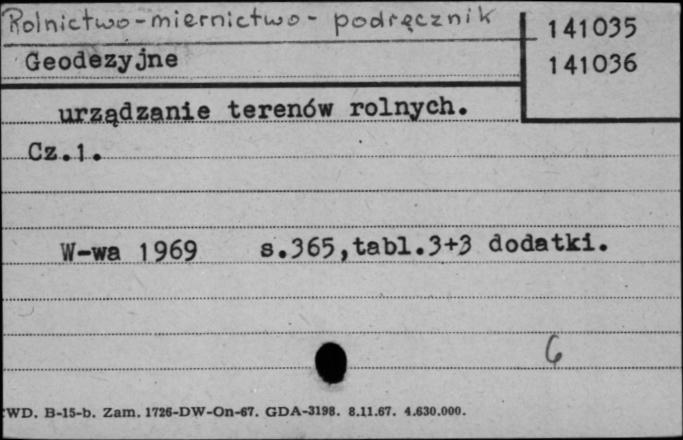 Rolnictwo-miernictwo- podręcznik
141035
Geodezyjne
141036
urządzanie terenów rolnych.
Cz.1.
W-wa 1969 s.365,tabl.3+3 dodatki.
6
WD. B-15-b. Zam. 1726-DW-On-67. GDA-3198. 8.11.67. 4.630.000.